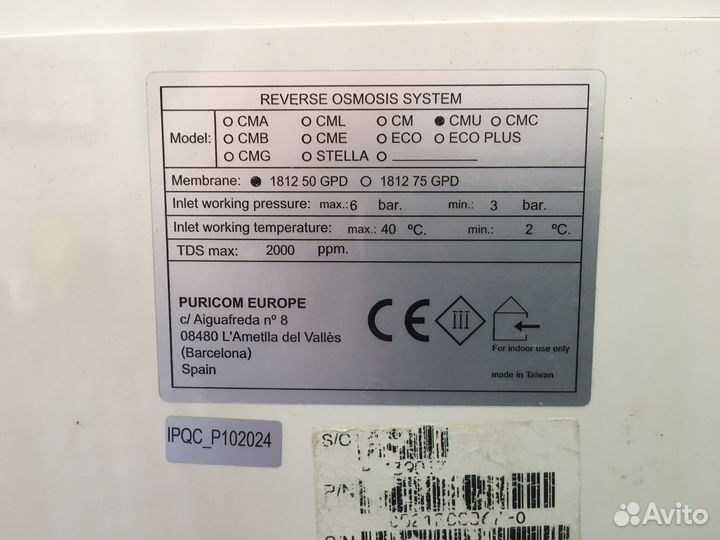 REVERSE OSMOSIS SYSTEM
Model: CMA CML CM CMU CMC
CMB CME ECO ECO PLUS
CMG STELLA
Membrane: 1812 50 GPD 1812 75 GPD
Inlet working pressure: max.: 6 bar. min.: 3 bar.
Inlet working temperature: max.: 40 ºC. min.: 2 ºC.
TDS max: 2000 ppm.
PURICOM EUROPE
c/ Aiguafreda nº 8
08480 L'Ametlla del Vallès
(Barcelona)
Spain
CE III
For indoor use only
made in Taiwan
IPQC_P102024
S/C
P/N
Avito